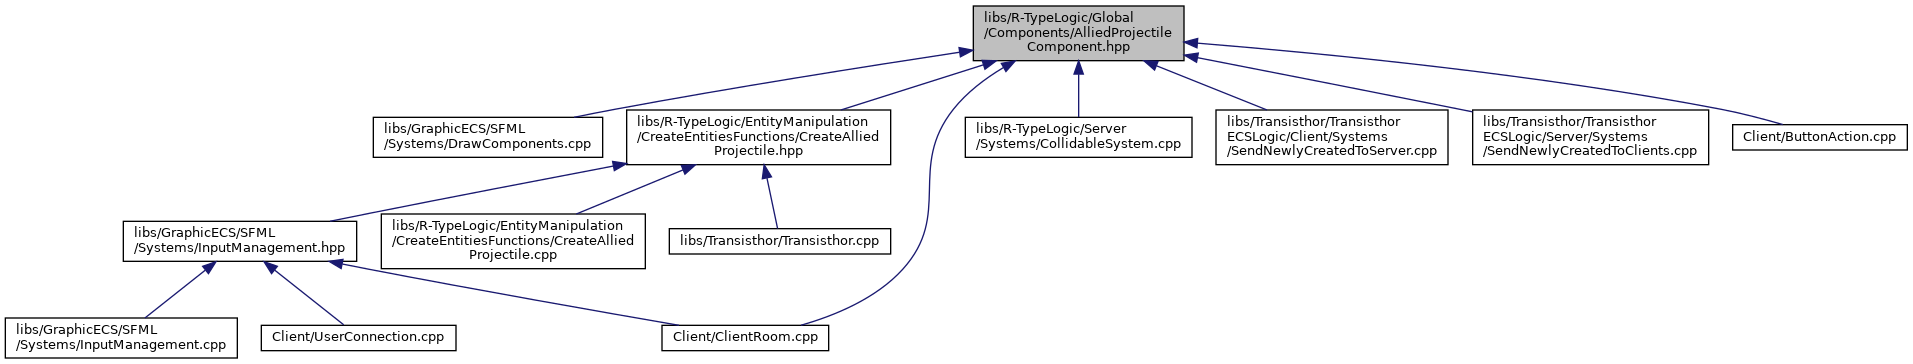 libs/R-TypeLogic/Global
/Components/AlliedProjectile
Component.hpp
libs/GraphicECS/SFML
/Systems/DrawComponents.cpp
libs/R-TypeLogic/EntityManipulation
/CreateEntitiesFunctions/CreateAllied
Projectile.hpp
libs/R-TypeLogic/Server
/Systems/CollidableSystem.cpp
libs/Transisthor/Transisthor
ECSLogic/Client/Systems
/SendNewlyCreatedToServer.cpp
libs/Transisthor/Transisthor
ECSLogic/Server/Systems
/SendNewlyCreatedToClients.cpp
Client/ButtonAction.cpp
libs/GraphicECS/SFML
/Systems/InputManagement.hpp
libs/R-TypeLogic/EntityManipulation
/CreateEntitiesFunctions/CreateAllied
Projectile.cpp
libs/Transisthor/Transisthor.cpp
libs/GraphicECS/SFML
/Systems/InputManagement.cpp
Client/UserConnection.cpp
Client/ClientRoom.cpp